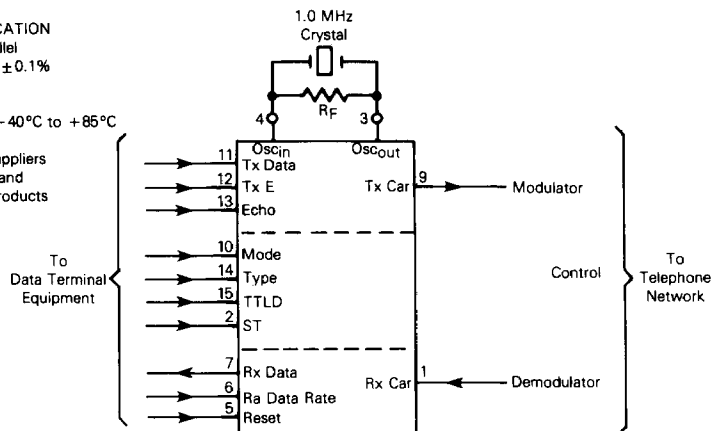 CATION
llel
±0.1%
-40°C to +85°C
ppliers
and
roducts
1.0 MHz
Crystal
RF
4
3
Oscin
Oscout
11
Tx Data
12
Tx E
13
Echo
Tx Car
9
Modulator
10
Mode
14
Type
15
TTLD
2
ST
To
Data Terminal
Equipment
Control
To
Telephone
Network
7
Rx Data
6
Ra Data Rate
5
Reset
Rx Car
1
Demodulator